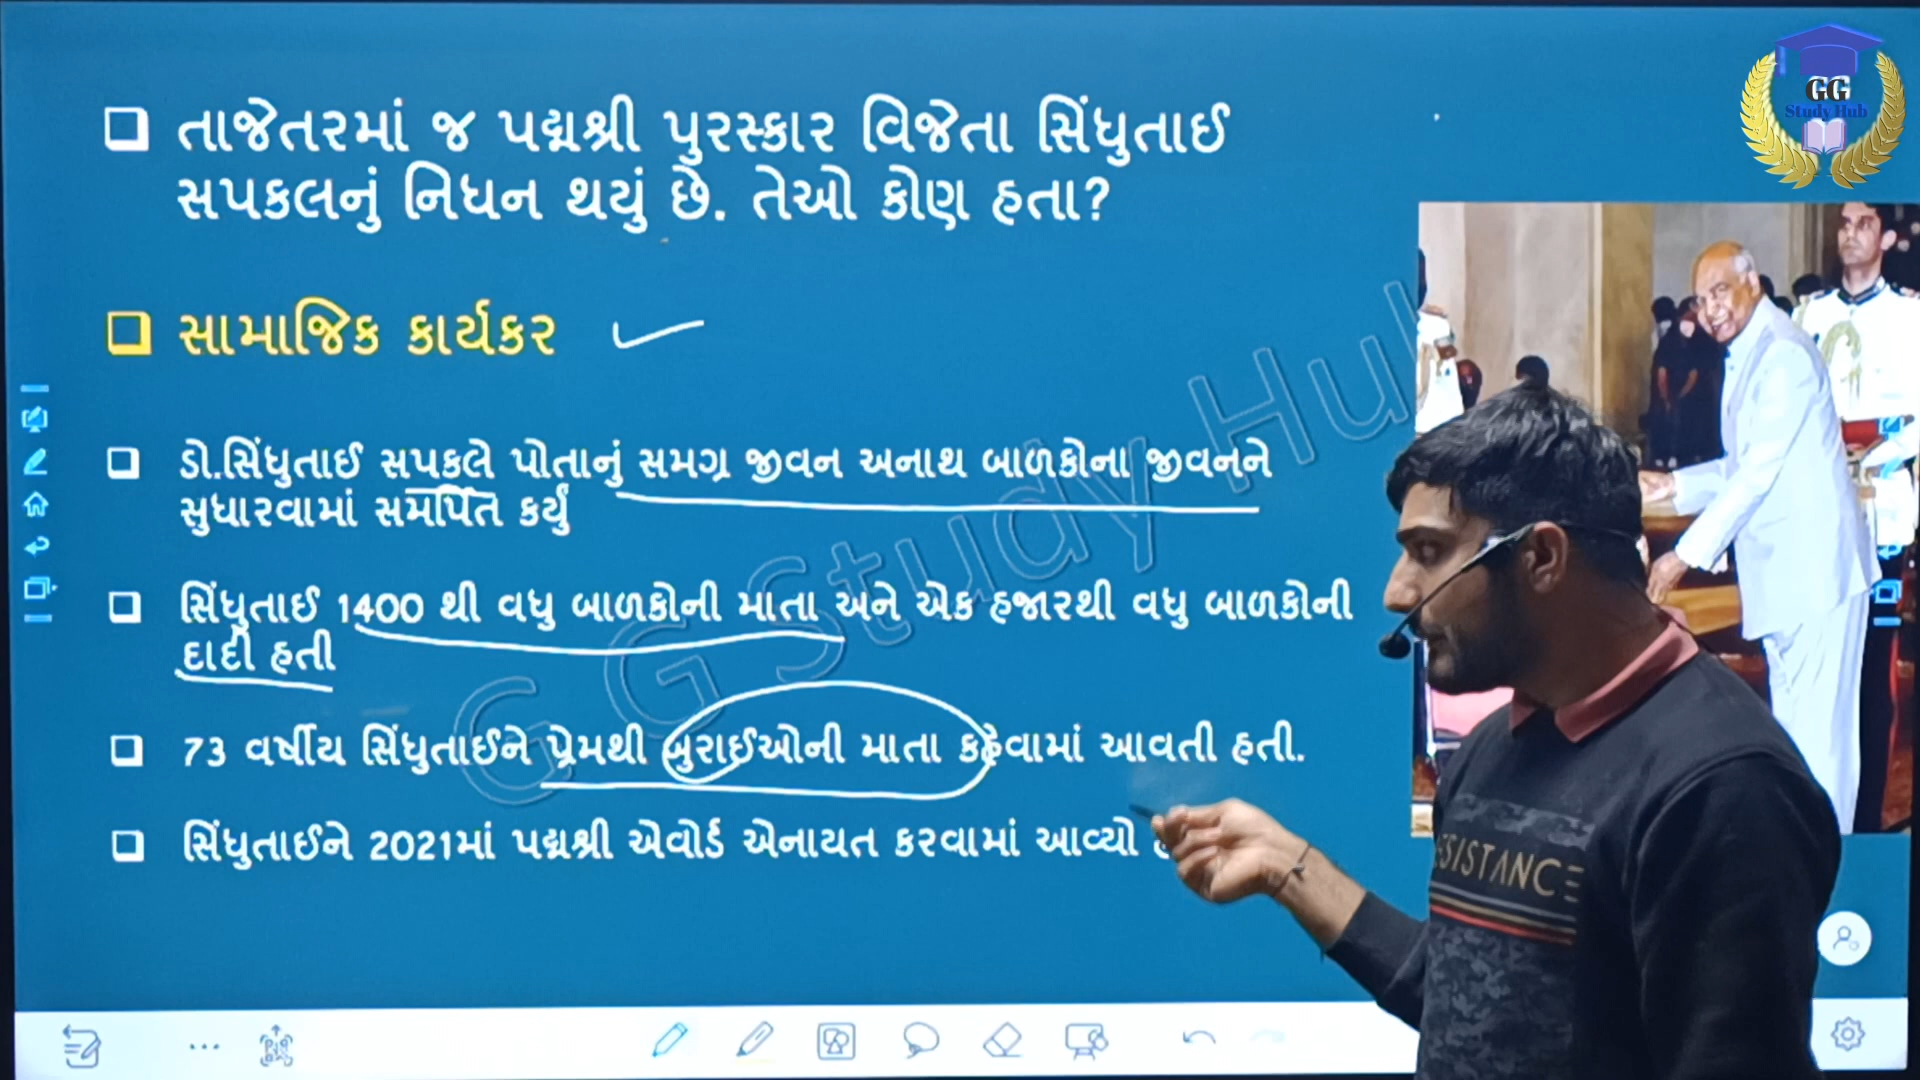 તાજેતરમાં જ પદ્મશ્રી પુરસ્કાર વિજેતા સિંધુતાઈ
સપકલનું નિધન થયું છે. તેઓ કોણ હતા?
સામાજિક કાર્યકર
ડો.સિંધુતાઈ સપકલે પોતાનું સમગ્ર જીવન અનાથ બાળકોના જીવનને
સુધારવામાં સમર્પિત કર્યું
સિંધુતાઈ 1400 થી વધુ બાળકોની માતા અને એક હજારથી વધુ બાળકોની
દાદી હતી
73 વર્ષીય સિંધુતાઈને પ્રેમથી બુરાઈઓની માતા કહેવામાં આવતી હતી.
સિંધુતાઈને 2021માં પદ્મશ્રી એવોર્ડ એનાયત કરવામાં આવ્યો
G G Study Hu
GG
Study Hub
SISTANCE